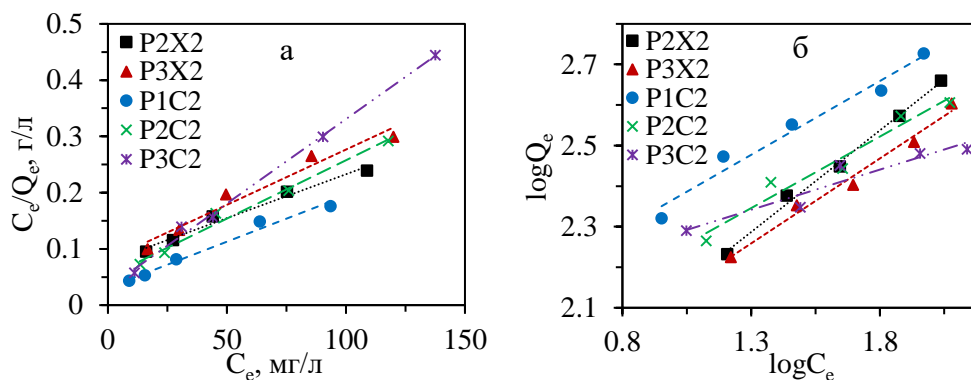 а
P2X2
P3X2
P1C2
P2C2
P3C2
0.5
0.4
0.3
0.2
0.1
0
0 50 100 150
Cₑ/Qₑ, г/л
Cₑ, мг/л
б
P2X2
P3X2
P1C2
P2C2
P3C2
2.7
2.5
2.3
2.1
0.8 1.3 1.8
logQₑ
logCₑ